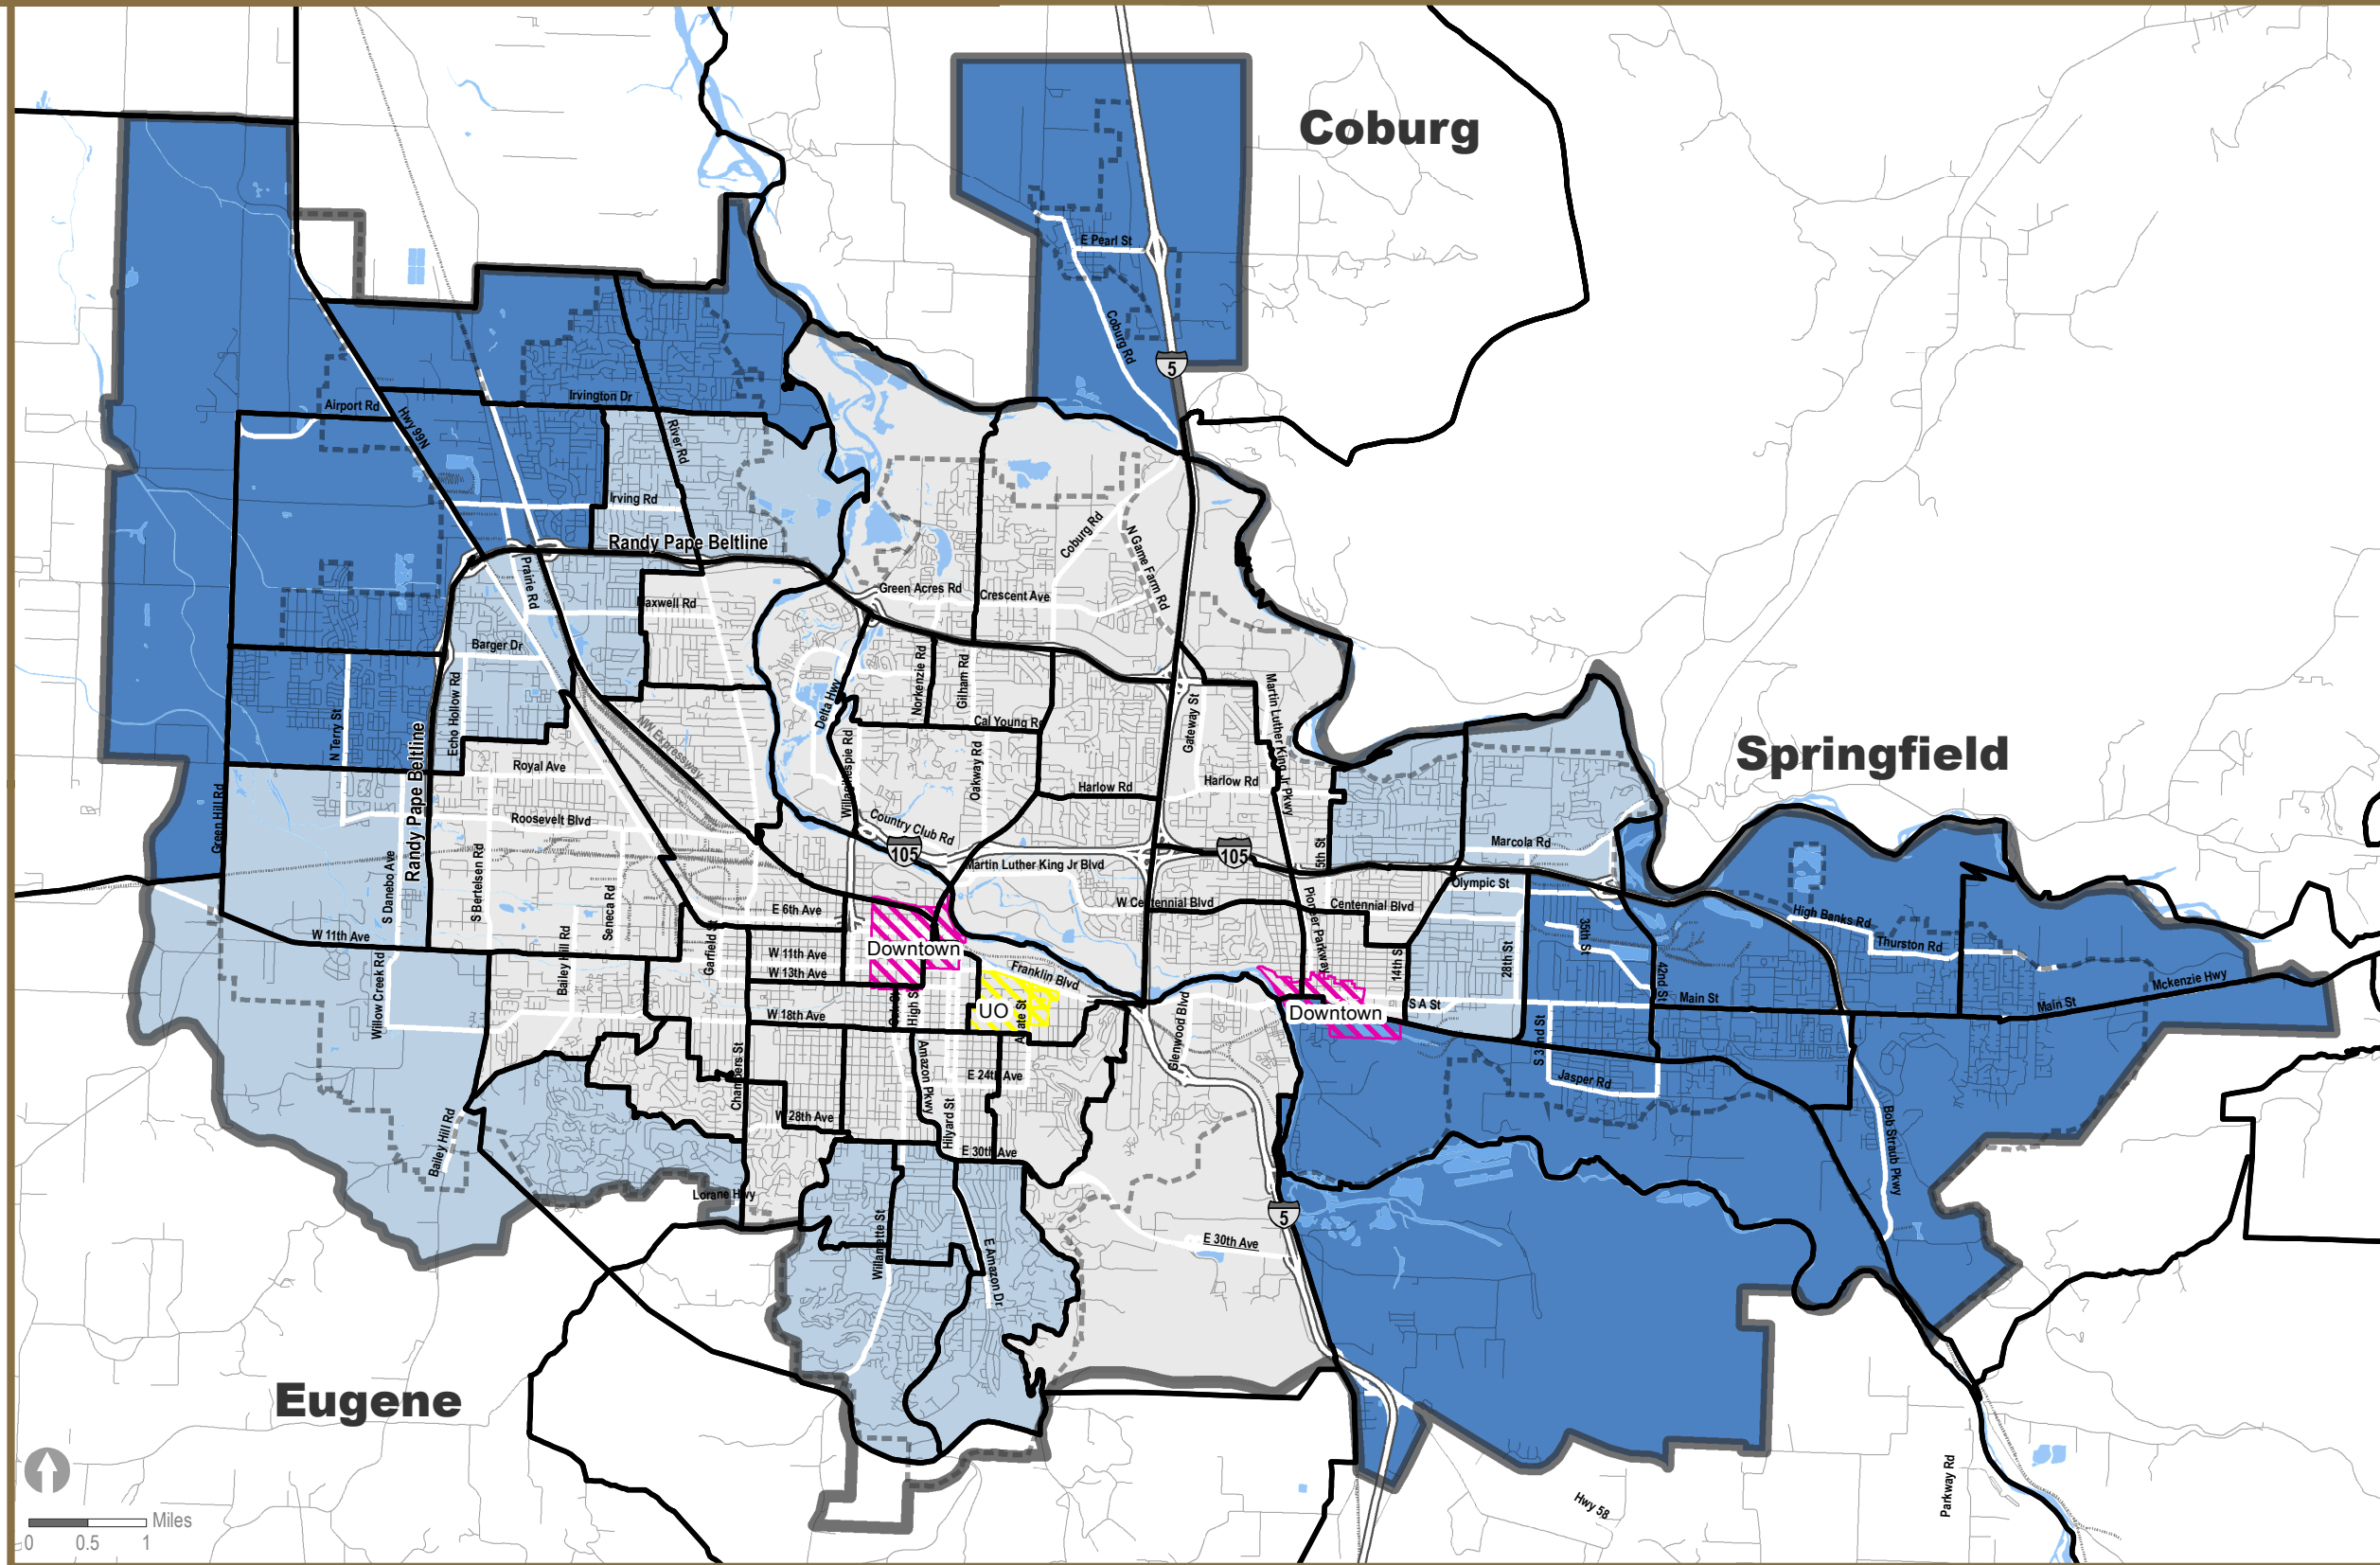 Coburg
E Pearl St
Coburg Rd
5
Airport Rd
Hwy 99N
Irvington Dr
River Rd
Irving Rd
Randy Pape Beltline
Coburg Rd
N Game Farm Rd
Prairie Rd
Green Acres Rd
Crescent Ave
axwell Rd
Barger Dr
Echo Hollow Rd
N Terry St
Randy Pape Beltline
NW Expressway
Delta Hwy
Norkenzie Rd
Gilham Rd
Cal Young Rd
Gateway St
Martin Luther King Jr Pkwy
Springfield
Royal Ave
Oakway Rd
Harlow Rd
Harlow Rd
Green Hill Rd
Roosevelt Blvd
Country Club Rd
105
105
5th St
Marcola Rd
Martin Luther King Jr Blvd
S Danebo Ave
S Bertelsen Rd
Seneca Rd
Olympic St
E 6th Ave
W Centennial Blvd
Centennial Blvd
Pioneer Parkway
High Banks Rd
Thurston Rd
35th St
W 11th Ave
Bailey Hill Rd
Garfield St
W 11th Ave
Downtown
W 13th Ave
Franklin Blvd
14th St
28th St
42nd St
Mckenzie Hwy
Willow Creek Rd
High St
UO
Downtown
S A St
Main St
Main St
W 18th Ave
Glenwood Blvd
S 32nd St
Chambers St
Amazon Pkwy
E 24th Ave
Jasper Rd
W 28th Ave
Hilyard St
Bob Straub Pkwy
Bailey Hill Rd
E 30th Ave
Lorane Hwy
5
Willamette St
E Amazon Dr
E 30th Ave
Eugene
Hwy 58
Parkway Rd
Miles
0 0.5 1